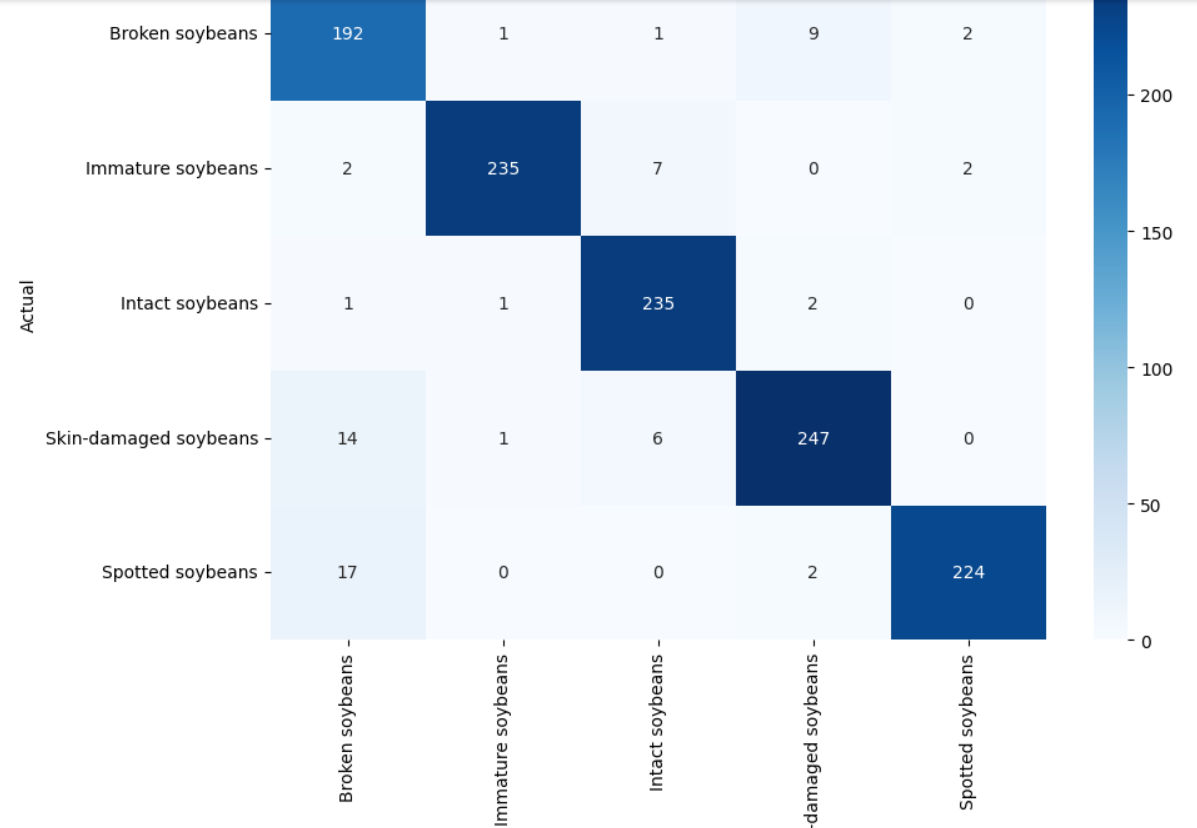 Broken soybeans 192 1 1 9 2
200
Immature soybeans 2 235 7 0 2
150
Actual
Intact soybeans 1 1 235 2 0
100
Skin-damaged soybeans 14 1 6 247 0
50
Spotted soybeans 17 0 0 2 224
0
Broken soybeans
Immature soybeans
Intact soybeans
-damaged soybeans
Spotted soybeans